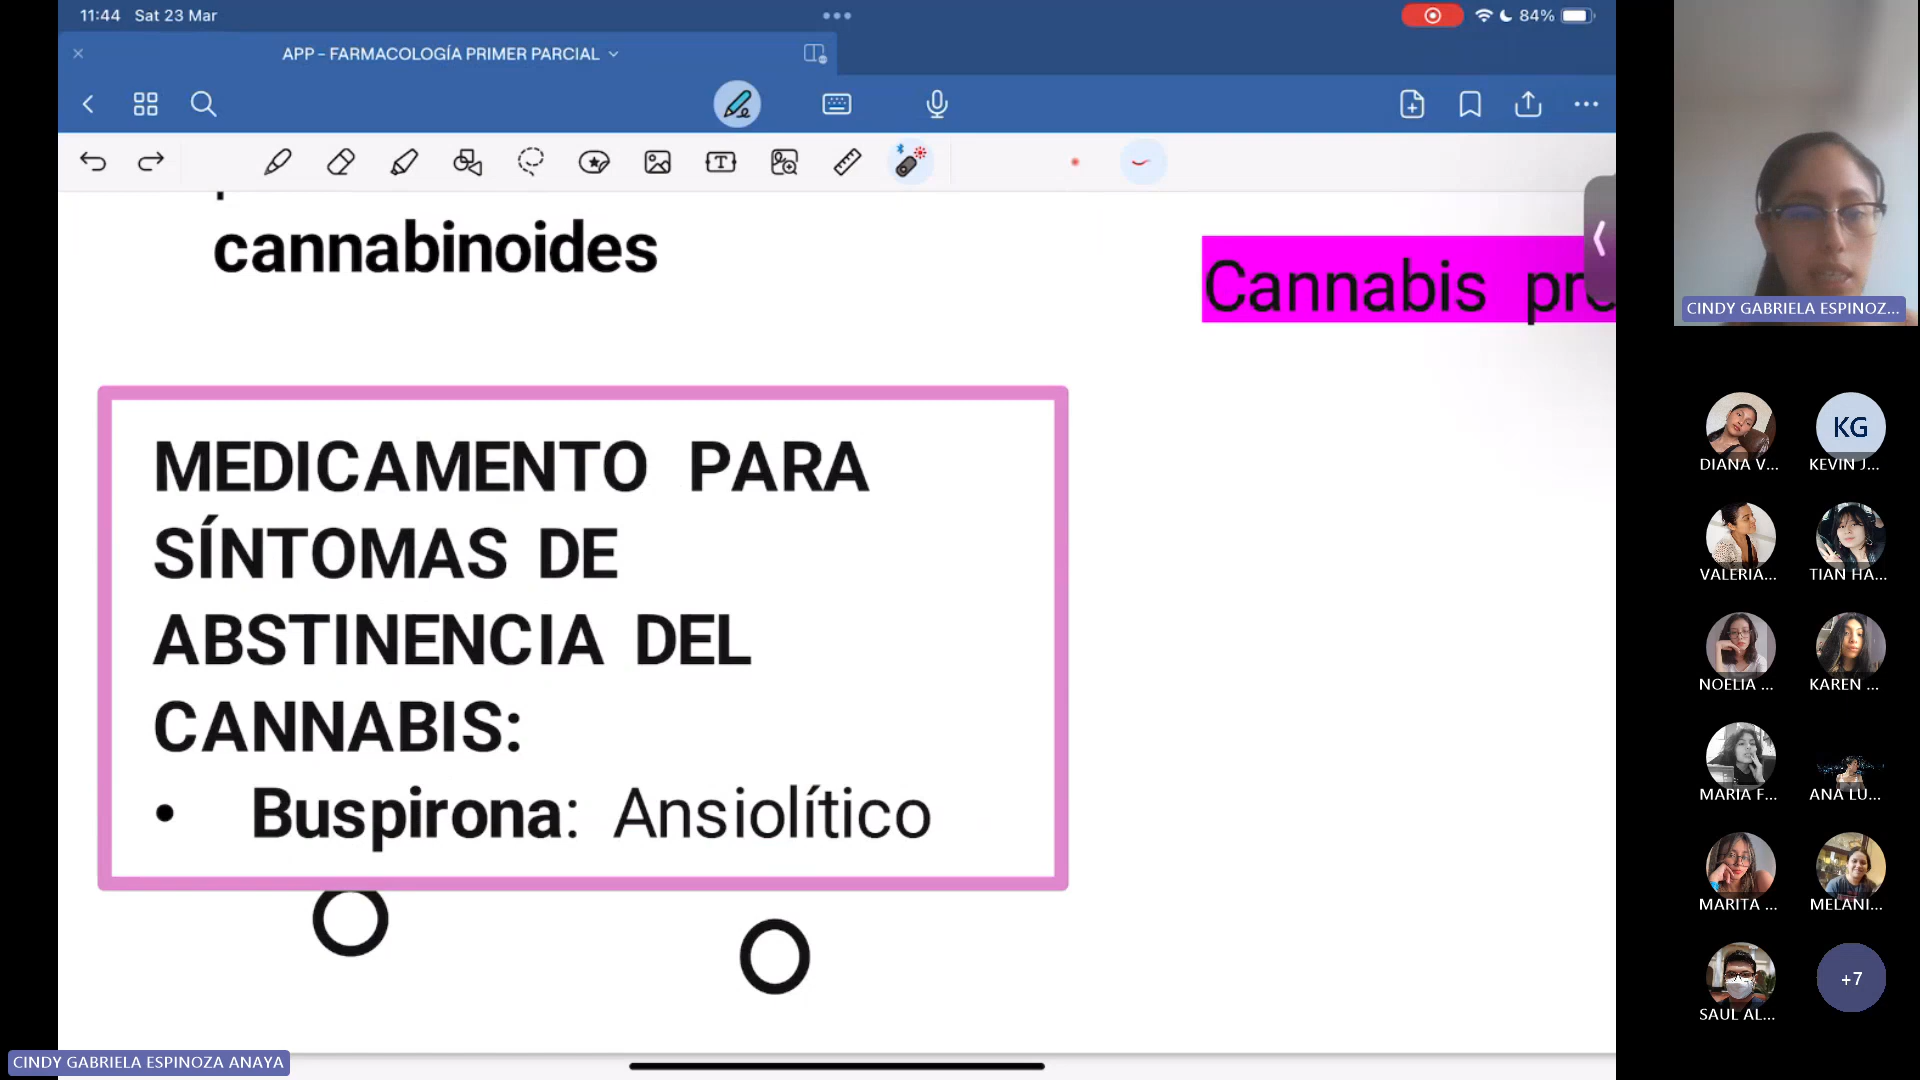 11:44 Sat 23 Mar
84%
APP - FARMACOLOGÍA PRIMER PARCIAL
cannabinoides
Cannabis pro
MEDICAMENTO PARA
SÍNTOMAS DE
ABSTINENCIA DEL
CANNABIS:
• Buspirona: Ansiolítico
CINDY GABRIELA ESPINOZ...
KG
DIANA V...
KEVIN J...
VALERIA...
TIAN HA...
NOELIA ...
KAREN ...
MARIA F...
ANA LU...
MARITA ...
MELANI...
+7
SAUL AL...
CINDY GABRIELA ESPINOZA ANAYA